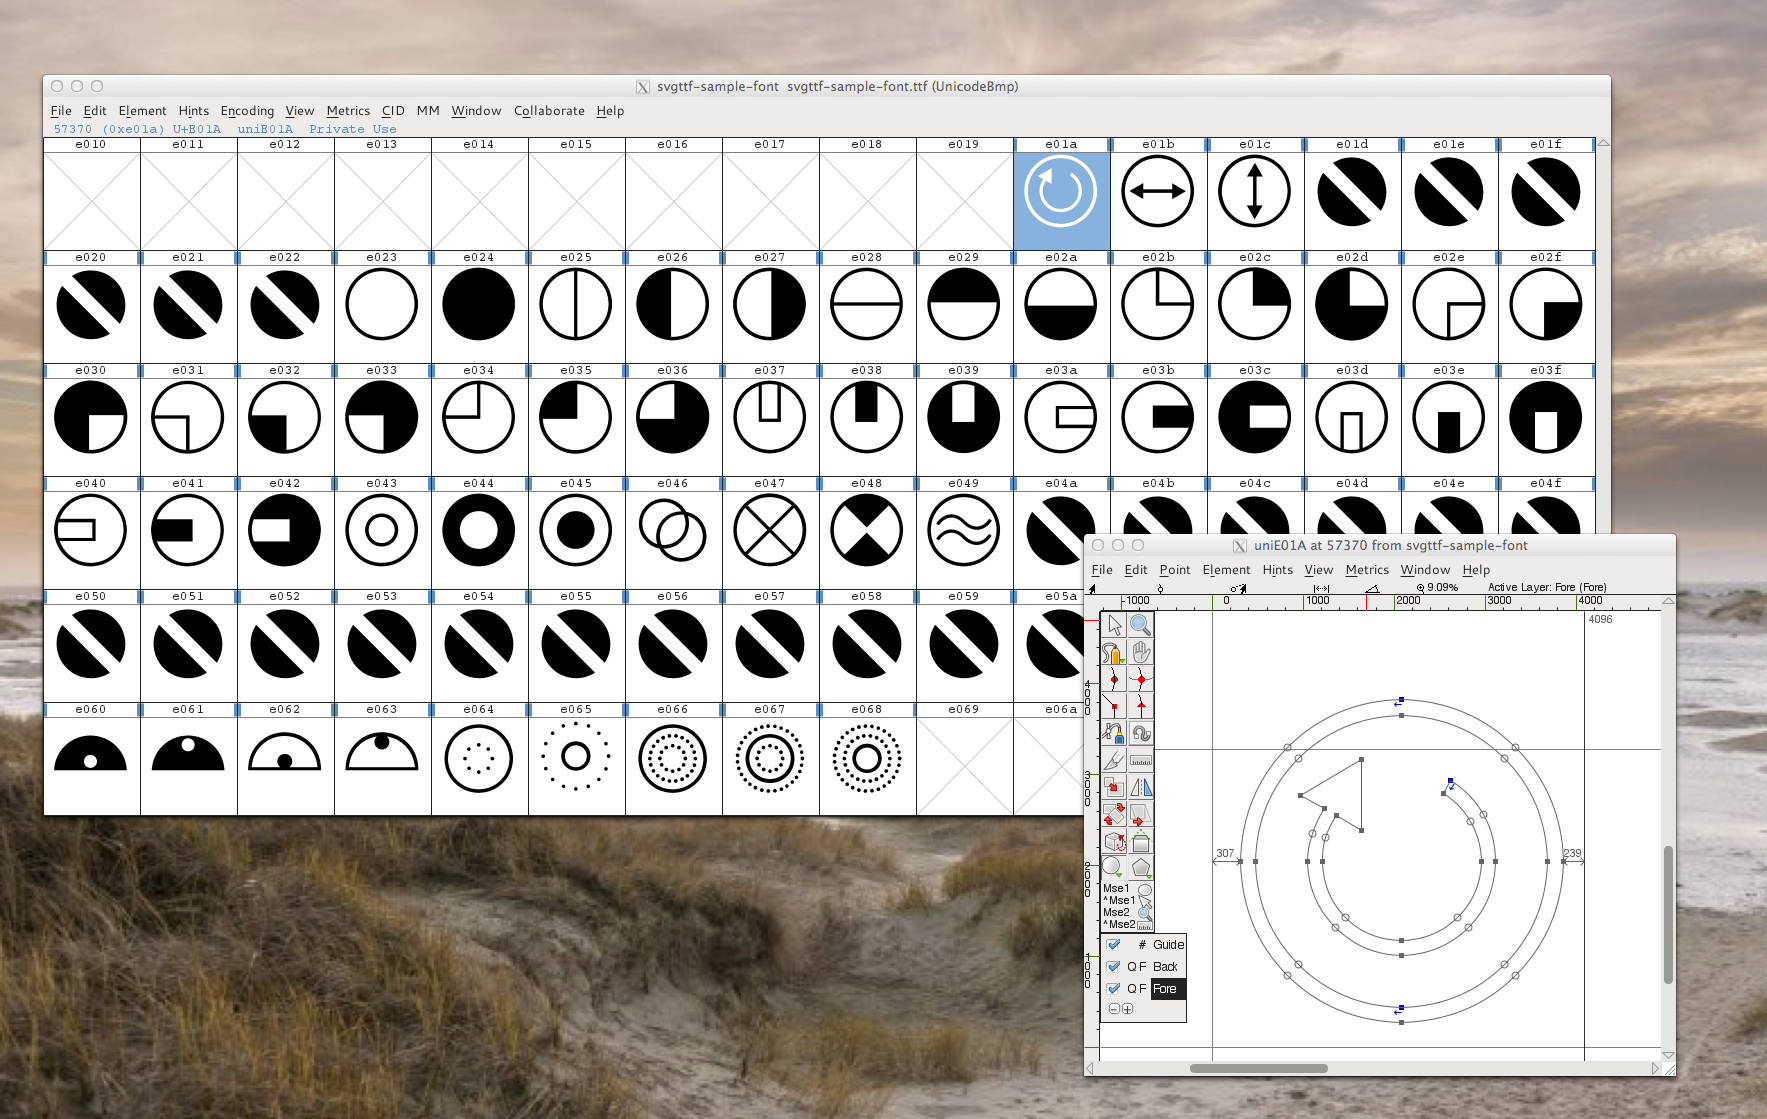 svgttf-sample-font svgttf-sample-font.ttf (UnicodeBmp)
File Edit Element Hints Encoding View Metrics CID MM Window Collaborate Help
57370 (0xe01a) U+E01A uniE01A Private Use
e010 e011 e012 e013 e014 e015 e016 e017 e018 e019 e01a e01b e01c e01d e01e e01f
e020 e021 e022 e023 e024 e025 e026 e027 e028 e029 e02a e02b e02c e02d e02e e02f
e030 e031 e032 e033 e034 e035 e036 e037 e038 e039 e03a e03b e03c e03d e03e e03f
e040 e041 e042 e043 e044 e045 e046 e047 e048 e049 e04a e04b e04c e04d e04e e04f
e050 e051 e052 e053 e054 e055 e056 e057 e058 e059 e05a
e060 e061 e062 e063 e064 e065 e066 e067 e068 e069 e06a
uniE01A at 57370 from svgttf-sample-font
File Edit Point Element Hints View Metrics Window Help
9.09% Active Layer: Fore (Fore)
-1000 0 1000 2000 3000 4000
4096
4000
3000
307 239
2000
Mse1
^Mse1
Mse2
^Mse2
# Guide
1000
Q F Back
Q F Fore